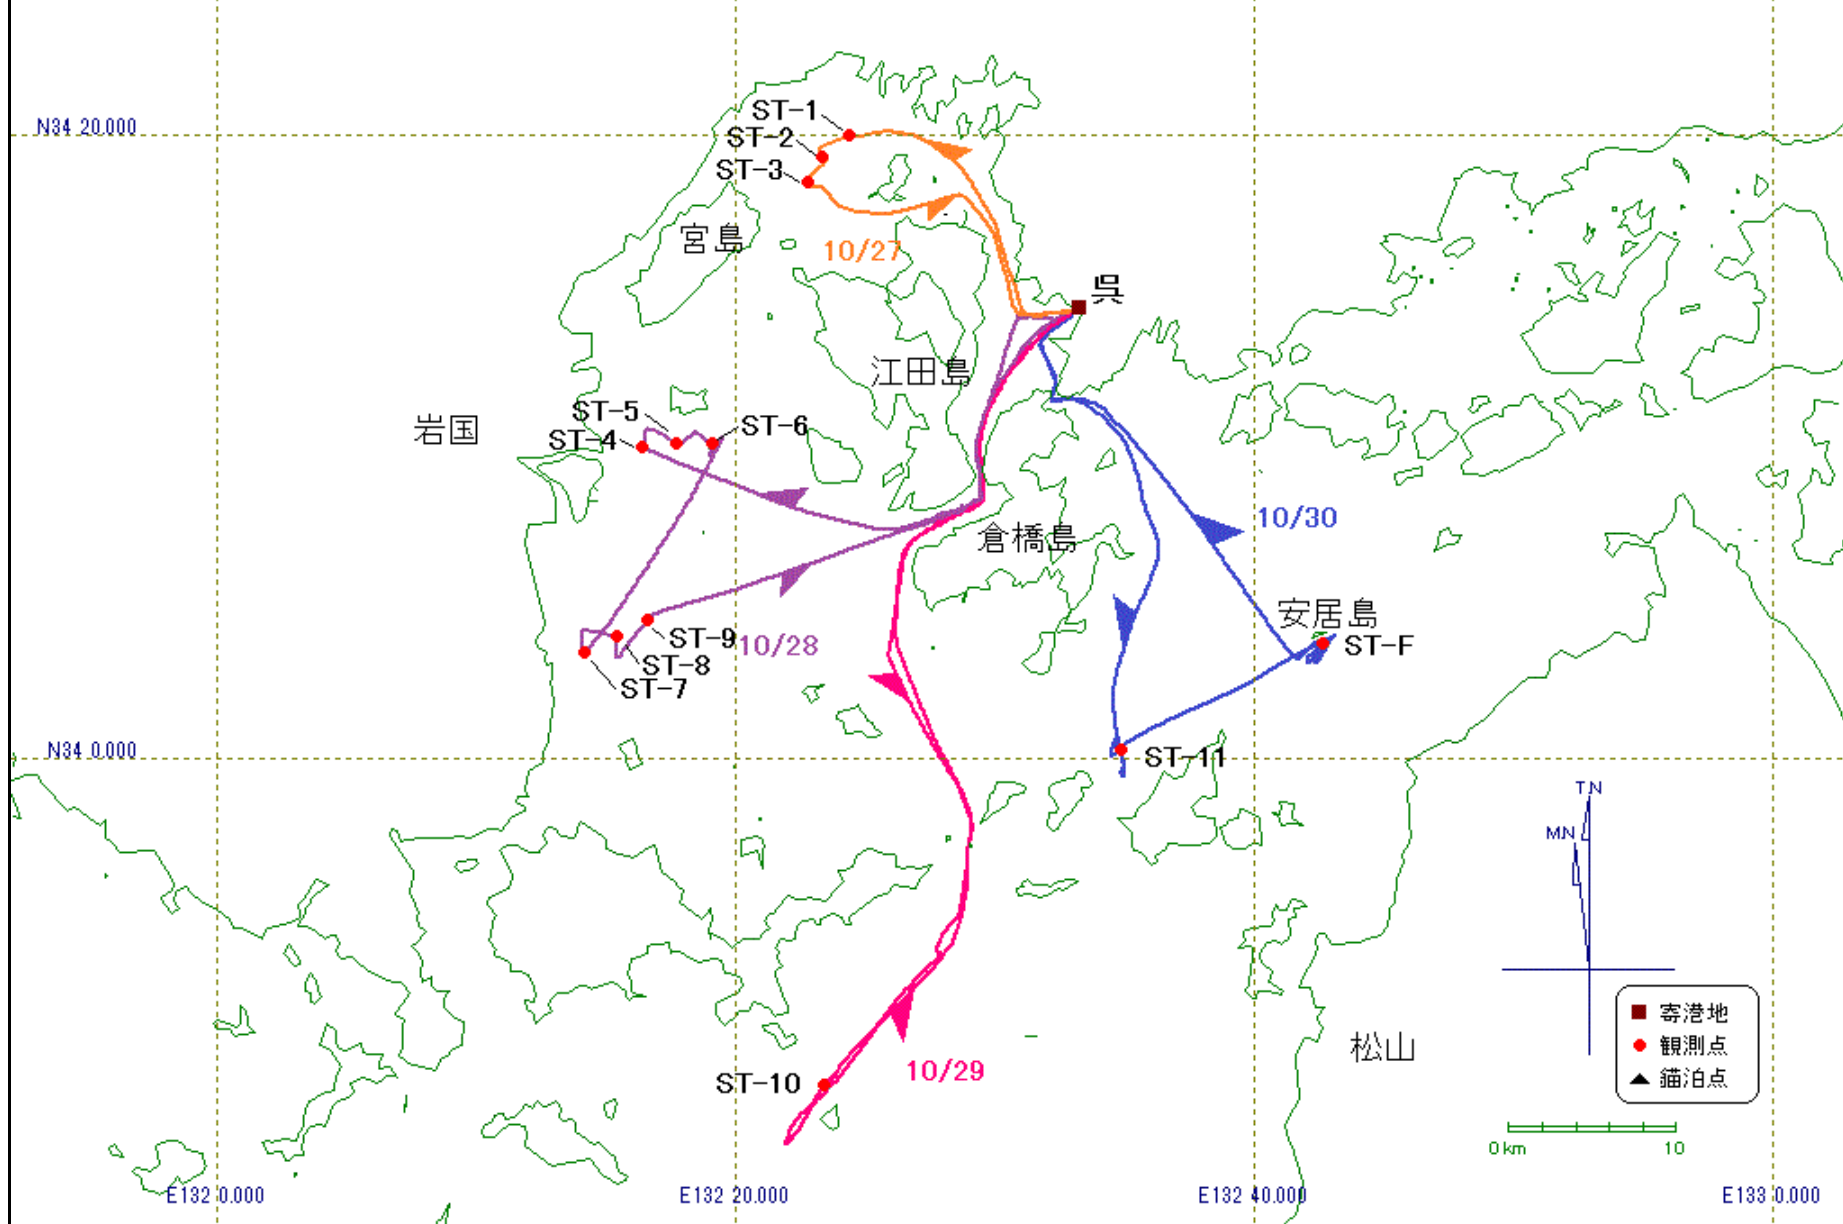 ST-1
N34 20.000
ST-2
ST-3
宮島
10/27
呉
江田島
ST-5
岩国
ST-4
ST-6
10/30
倉橋島
安居島
ST-9
10/28
ST-F
ST-8
ST-7
N34 0.000
ST-11
T.N
M.N
寄港地
観測点
錨泊点
松山
10/29
ST-10
0km
10
E132 0.000
E132 20.000
E132 40.000
E133 0.000